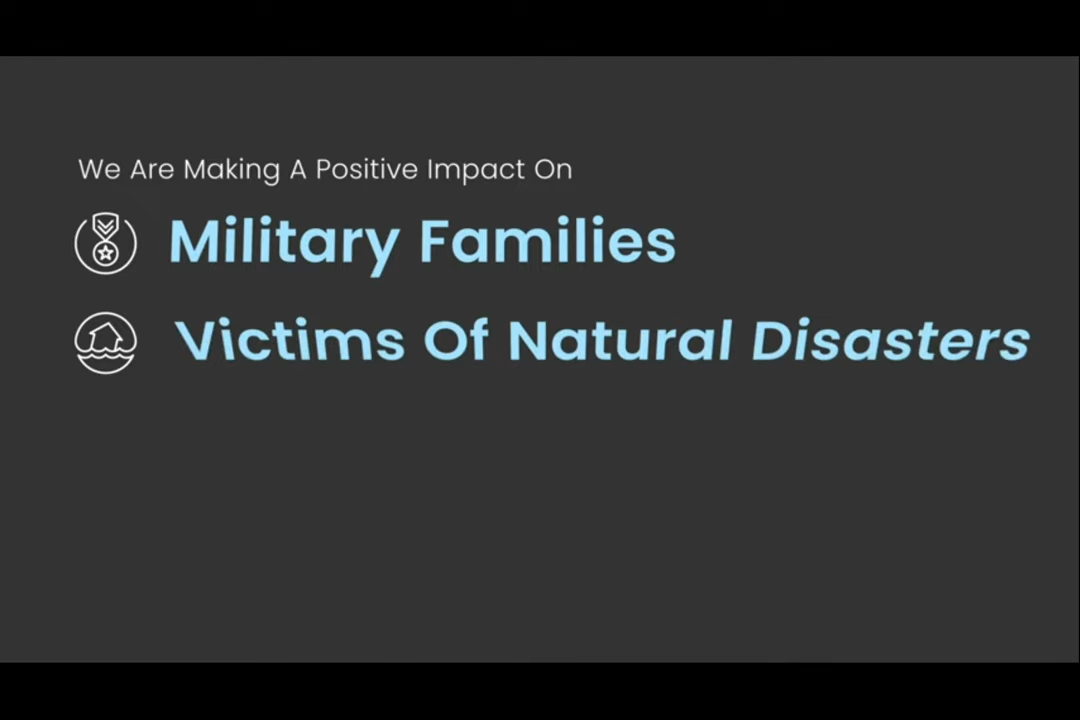 We Are Making A Positive Impact On
Military Families
Victims Of Natural Disasters